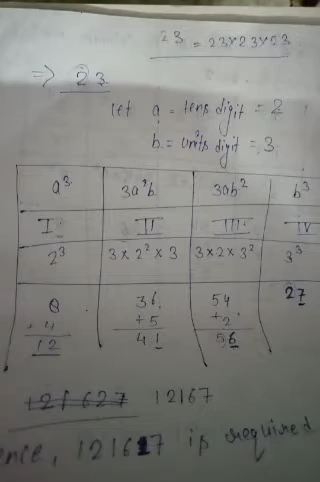 23 = 23×23×23
⇒ 23
let a = tens digit = 2
b = units digit = 3
a³ 3a²b 3ab² b³
I II III IV
2³ 3×2²×3 3×2×3² 3³
8 36 54 27
+4 +5 +2
12 41 56
121627 12167
ence, 121617 is required